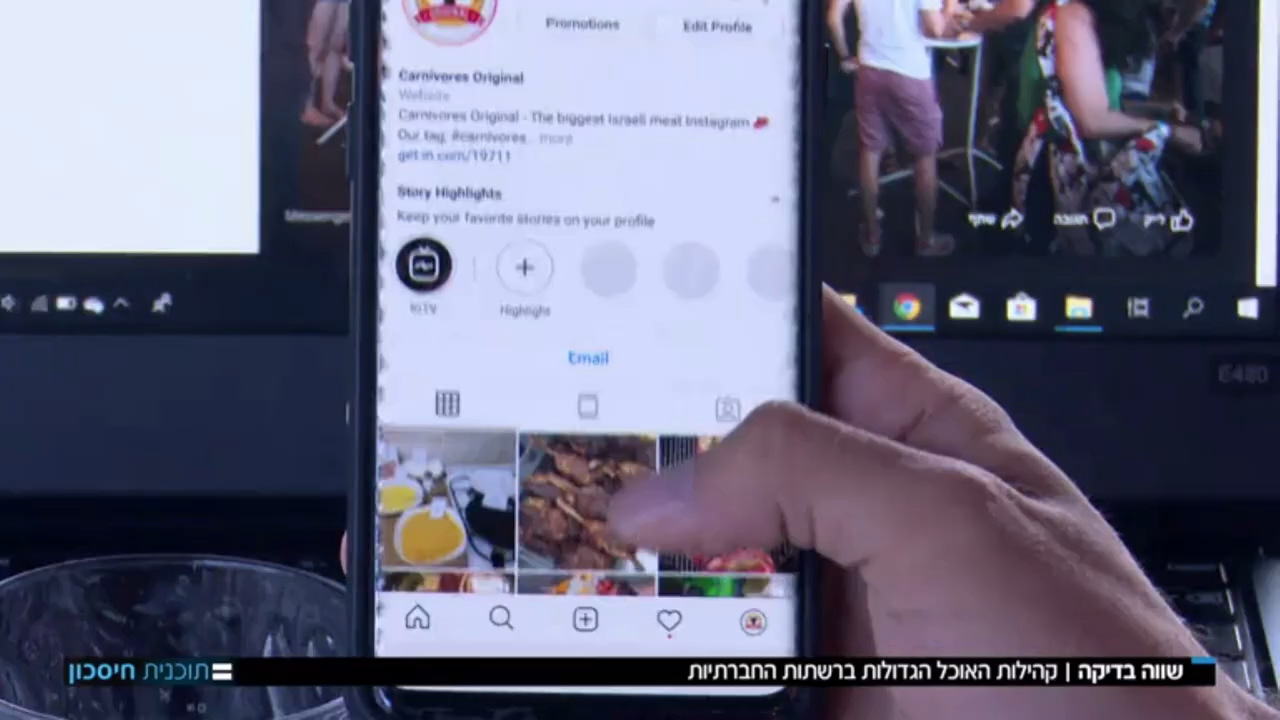 Promotions Edit Profile
Carnivores Original
Website
Carnivores Original - The biggest Israeli meat Instagram
Our tag: #carnivores... more
get-in.com/19711
Story Highlights
Keep your favorite stories on your profile
IGTV Highlight
Email
Messenger
לייק תגובה שתף
E480
שווה בדיקה | קהילות האוכל הגדולות ברשתות החברתיות
תוכנית חיסכון